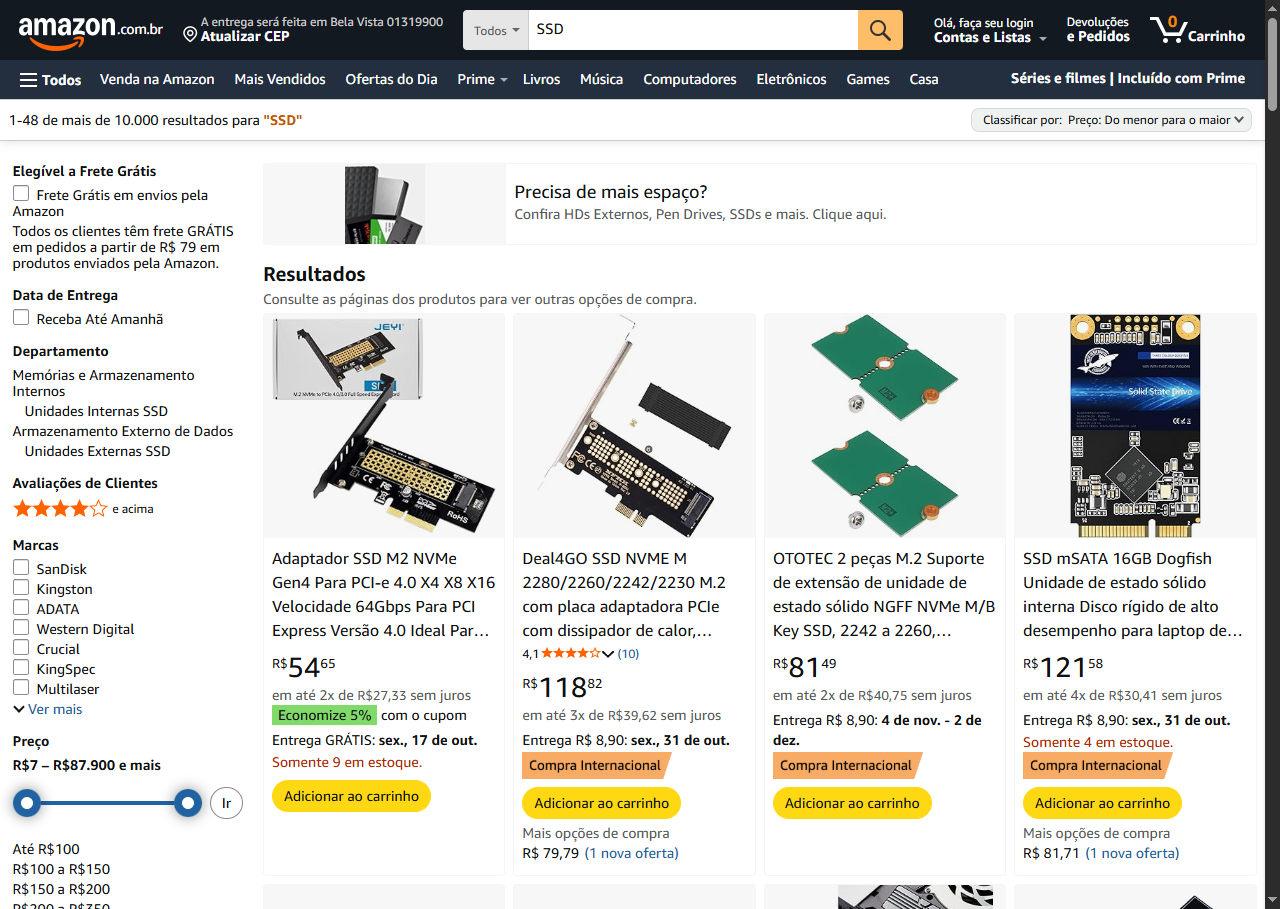 amazon.com.br
A entrega será feita em Bela Vista 01319900
Atualizar CEP
Todos
SSD
Olá, faça seu login
Contas e Listas
Devoluções
e Pedidos
0
Carrinho
Todos
Venda na Amazon
Mais Vendidos
Ofertas do Dia
Prime
Livros
Música
Computadores
Eletrônicos
Games
Casa
Séries e filmes | Incluído com Prime
1-48 de mais de 10.000 resultados para "SSD"
Classificar por: Preço: Do menor para o maior
Elegível a Frete Grátis
Frete Grátis em envios pela
Amazon
Todos os clientes têm frete GRÁTIS
em pedidos a partir de R$ 79 em
produtos enviados pela Amazon.
Data de Entrega
Receba Até Amanhã
Departamento
Memórias e Armazenamento
Internos
Unidades Internas SSD
Armazenamento Externo de Dados
Unidades Externas SSD
Avaliações de Clientes
e acima
Marcas
SanDisk
Kingston
ADATA
Western Digital
Crucial
KingSpec
Multilaser
Ver mais
Preço
R$7 – R$87.900 e mais
Ir
Até R$100
R$100 a R$150
R$150 a R$200
R$200 a R$350
Precisa de mais espaço?
Confira HDs Externos, Pen Drives, SSDs e mais. Clique aqui.
Resultados
Consulte as páginas dos produtos para ver outras opções de compra.
JEYI
RoHS
Adaptador SSD M2 NVMe
Gen4 Para PCI-e 4.0 X4 X8 X16
Velocidade 64Gbps Para PCI
Express Versão 4.0 Ideal Par…
R$5465
em até 2x de R$27,33 sem juros
Economize 5% com o cupom
Entrega GRÁTIS: sex., 17 de out.
Somente 9 em estoque.
Adicionar ao carrinho
Deal4GO SSD NVME M
2280/2260/2242/2230 M.2
com placa adaptadora PCIe
com dissipador de calor,…
4,1 (10)
R$11882
em até 3x de R$39,62 sem juros
Entrega R$ 8,90: sex., 31 de out.
Compra Internacional
Adicionar ao carrinho
Mais opções de compra
R$ 79,79 (1 nova oferta)
OTOTEC 2 peças M.2 Suporte
de extensão de unidade de
estado sólido NGFF NVMe M/B
Key SSD, 2242 a 2260,…
R$8149
em até 2x de R$40,75 sem juros
Entrega R$ 8,90: 4 de nov. - 2 de
dez.
Compra Internacional
Adicionar ao carrinho
Solid State Drive
SSD mSATA 16GB Dogfish
Unidade de estado sólido
interna Disco rígido de alto
desempenho para laptop de…
R$12158
em até 4x de R$30,41 sem juros
Entrega R$ 8,90: sex., 31 de out.
Somente 4 em estoque.
Compra Internacional
Adicionar ao carrinho
Mais opções de compra
R$ 81,71 (1 nova oferta)